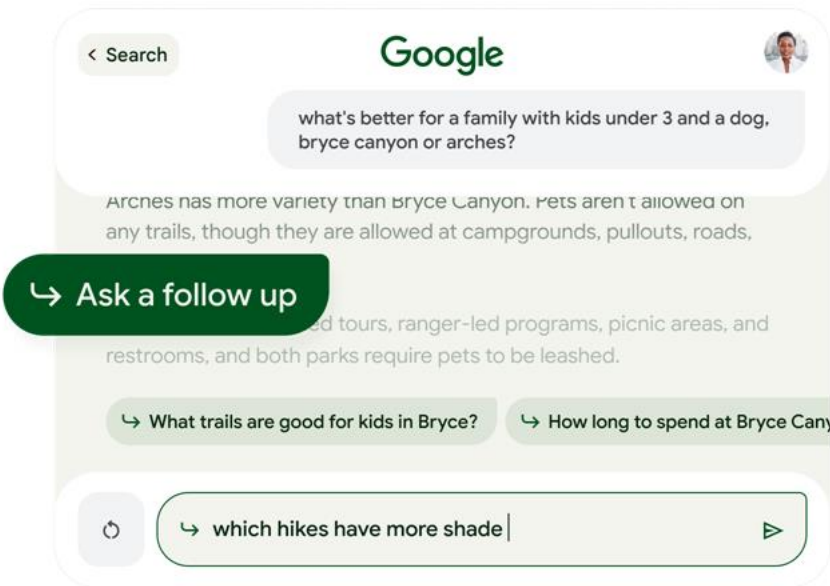 Search
Google
what's better for a family with kids under 3 and a dog,
bryce canyon or arches?
Arches has more variety than Bryce Canyon. Pets aren't allowed on
any trails, though they are allowed at campgrounds, pullouts, roads,
Ask a follow up
ed tours, ranger-led programs, picnic areas, and
restrooms, and both parks require pets to be leashed.
What trails are good for kids in Bryce?
How long to spend at Bryce Cany
which hikes have more shade